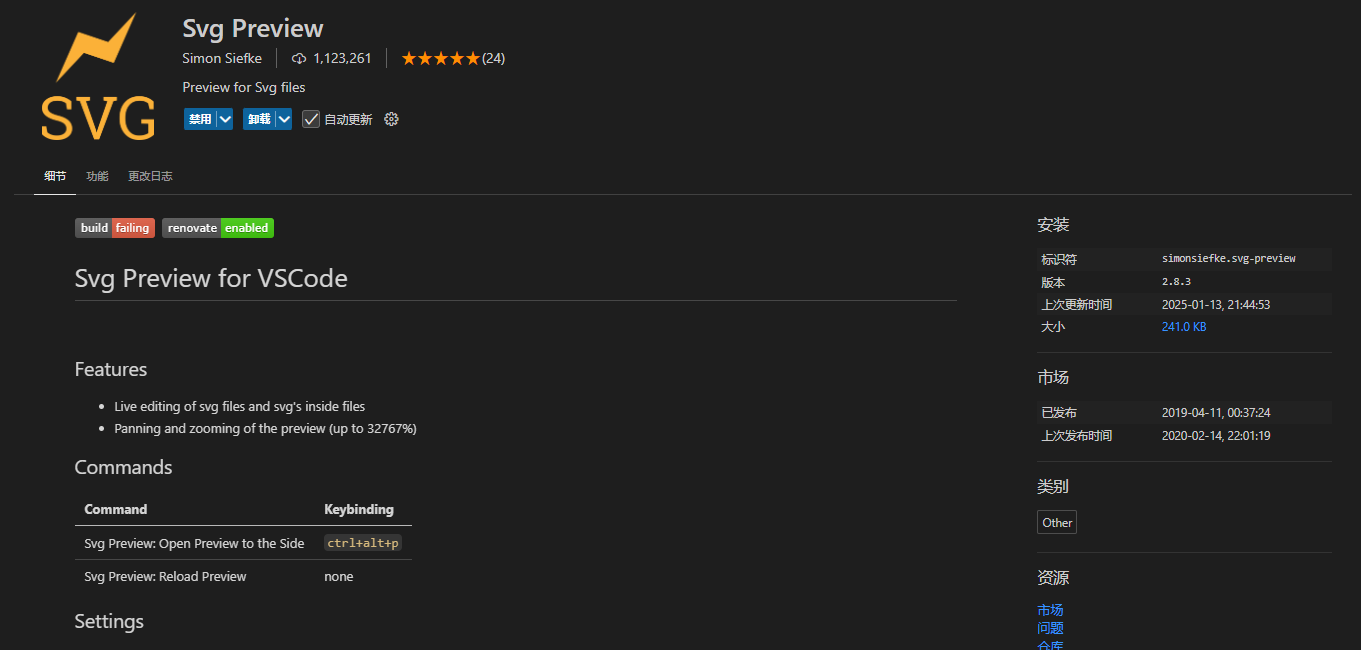 SVG
Svg Preview
Simon Siefke 1,123,261 (24)
Preview for Svg files
禁用 卸载 自动更新
细节 功能 更改日志
build failing renovate enabled
Svg Preview for VSCode
Features
Live editing of svg files and svg's inside files
Panning and zooming of the preview (up to 32767%)
Commands
Command Keybinding
Svg Preview: Open Preview to the Side ctrl+alt+p
Svg Preview: Reload Preview none
Settings
安装
标识符 simonsiefke.svg-preview
版本 2.8.3
上次更新时间 2025-01-13, 21:44:53
大小 241.0 KB
市场
已发布 2019-04-11, 00:37:24
上次发布时间 2020-02-14, 22:01:19
类别
Other
资源
市场
问题
仓库